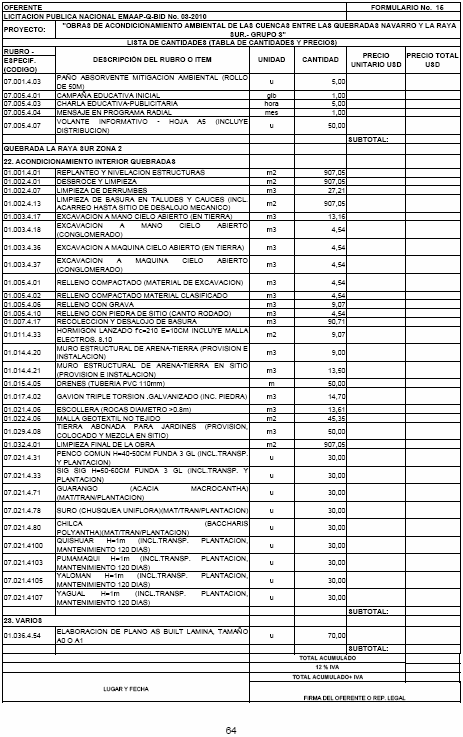 OFERENTE FORMULARIO No. 15
LICITACION PUBLICA NACIONAL EMAAP-Q-BID No. 03-2010
PROYECTO: "OBRAS DE ACONDICIONAMIENTO AMBIENTAL DE LAS CUENCAS ENTRE LAS QUEBRADAS NAVARRO Y LA RAYA
SUR.- GRUPO S"
LISTA DE CANTIDADES (TABLA DE CANTIDADES Y PRECIOS)
RUBRO - ESPECIF. (CODIGO) DESCRIPCIÓN DEL RUBRO O ITEM UNIDAD CANTIDAD PRECIO UNITARIO USD PRECIO TOTAL USD
07.001.4.03 PAÑO ABSORVENTE MITIGACION AMBIENTAL (ROLLO DE 50M) u 5,00
07.005.4.01 CAMPAÑA EDUCATIVA INICIAL glb 1,00
07.005.4.03 CHARLA EDUCATIVA-PUBLICITARIA hora 5,00
07.005.4.04 MENSAJE EN PROGRAMA RADIAL mes 1,00
07.005.4.07 VOLANTE INFORMATIVO - HOJA A5 (INCLUYE DISTRIBUCION) u 50,00
SUBTOTAL:
QUEBRADA LA RAYA SUR ZONA 2
22. ACONDICIONAMIENTO INTERIOR QUEBRADAS
01.001.4.01 REPLANTEO Y NIVELACION ESTRUCTURAS m2 907,05
01.002.4.01 DESBROCE Y LIMPIEZA m2 907,05
01.002.4.07 LIMPIEZA DE DERRUMBES m3 27,21
01.002.4.13 LIMPIEZA DE BASURA EN TALUDES Y CAUCES (INCL. ACARREO HASTA SITIO DE DESALOJO MECANICO) m2 907,05
01.003.4.17 EXCAVACION A MANO CIELO ABIERTO (EN TIERRA) m3 13,16
01.003.4.18 EXCAVACION A MANO CIELO ABIERTO (CONGLOMERADO) m3 4,54
01.003.4.36 EXCAVACION A MAQUINA CIELO ABIERTO (EN TIERRA) m3 4,54
01.003.4.37 EXCAVACION A MAQUINA CIELO ABIERTO (CONGLOMERADO) m3 4,54
01.005.4.01 RELLENO COMPACTADO (MATERIAL DE EXCAVACION) m3 4,54
01.005.4.02 RELLENO COMPACTADO MATERIAL CLASIFICADO m3 4,54
01.005.4.06 RELLENO CON GRAVA m3 9,07
01.005.4.10 RELLENO CON PIEDRA DE SITIO (CANTO RODADO) m3 4,54
01.007.4.17 RECOLECCION Y DESALOJO DE BASURA m3 90,71
01.011.4.33 HORMIGON LANZADO f'c=210 E=10CM INCLUYE MALLA ELECTROS. 8.10 m2 9,07
01.014.4.20 MURO ESTRUCTURAL DE ARENA-TIERRA (PROVISION E INSTALACION) m3 9,00
01.014.4.21 MURO ESTRUCTURAL DE ARENA-TIERRA EN SITIO (PROVISION E INSTALACION) m3 13,50
01.015.4.05 DRENES (TUBERIA PVC 110mm) m 50,00
01.017.4.02 GAVION TRIPLE TORSION .GALVANIZADO (INC. PIEDRA) m3 14,70
01.021.4.06 ESCOLLERA (ROCAS DIAMETRO >0.8m) m3 13,61
01.022.4.06 MALLA GEOTEXTIL NO TEJIDO m2 45,35
01.029.4.08 TIERRA ABONADA PARA JARDINES (PROVISION, COLOCADO Y MEZCLA EN SITIO) m3 50,00
01.032.4.01 LIMPIEZA FINAL DE LA OBRA m2 907,05
07.021.4.31 PENCO COMUN H=40-50CM FUNDA 3 GL (INCL.TRANSP. Y PLANTACION) u 30,00
07.021.4.33 SIG SIG H=50-60CM FUNDA 3 GL (INCL.TRANSP. Y PLANTACION) u 30,00
07.021.4.71 GUARANGO (ACACIA MACROCANTHA) (MAT/TRAN/PLANTACION) u 30,00
07.021.4.78 SURO (CHUSQUEA UNIFLORA)(MAT/TRAN/PLANTACION) u 30,00
07.021.4.80 CHILCA (BACCHARIS POLYANTHA)(MAT/TRAN/PLANTACION) u 30,00
07.021.4100 QUISHUAR H=1m (INCL.TRANSP. PLANTACION, MANTENIMIENTO 120 DIAS) u 30,00
07.021.4103 PUMAMAQUI H=1m (INCL.TRANSP. PLANTACION, MANTENIMIENTO 120 DIAS) u 30,00
07.021.4105 YALOMAN H=1m (INCL.TRANSP. PLANTACION, MANTENIMIENTO 120 DIAS) u 30,00
07.021.4107 YAGUAL H=1m (INCL.TRANSP. PLANTACION, MANTENIMIENTO 120 DIAS) u 30,00
SUBTOTAL:
23. VARIOS
01.036.4.54 ELABORACION DE PLANO AS BUILT LAMINA, TAMAÑO A0 O A1 u 70,00
SUBTOTAL:
TOTAL ACUMULADO
12 % IVA
TOTAL ACUMULADO+ IVA
LUGAR Y FECHA FIRMA DEL OFERENTE O REP. LEGAL
64